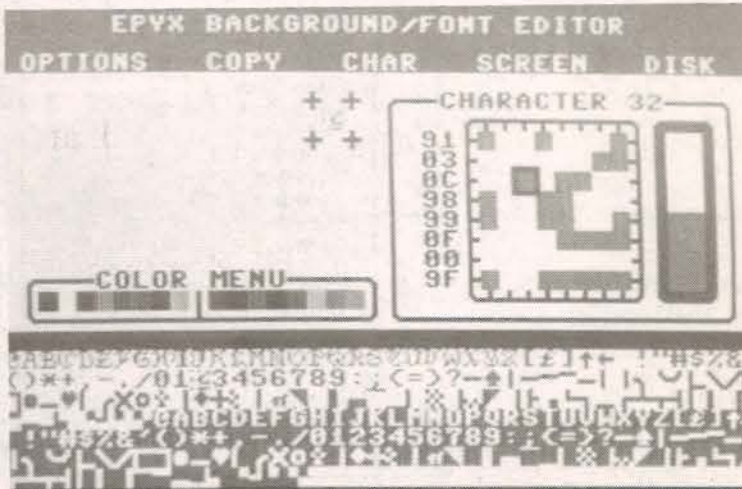 EPYX BACKGROUND/FONT EDITOR
OPTIONS COPY CHAR SCREEN DISK
+ +
+ +
CHARACTER 32
91
03
0C
98
99
0F
00
9F
COLOR MENU
@ABCDEFGHIJKLMNOPQRSTUVWXYZ[£]↑← !"#$%&
()*+,-./0123456789:;<=>?
@ABCDEFGHIJKLMNOPQRSTUVWXYZ[£]↑
!"#$%&'()*+,-./0123456789:;<=>?